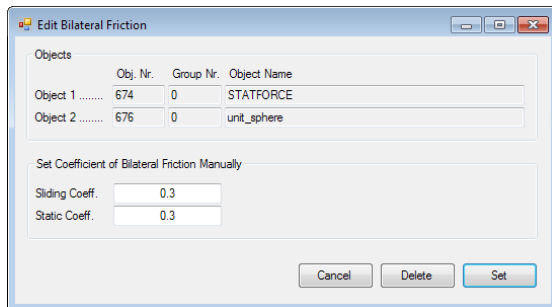 Edit Bilateral Friction
Objects
Obj. Nr. Group Nr. Object Name
Object 1 ........ 674 0 STATFORCE
Object 2 ........ 676 0 unit_sphere
Set Coefficient of Bilateral Friction Manually
Sliding Coeff. 0.3
Static Coeff. 0.3
Cancel Delete Set